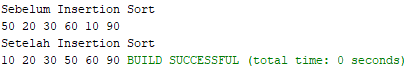 Sebelum Insertion Sort
50 20 30 60 10 90
Setelah Insertion Sort
10 20 30 50 60 90 BUILD SUCCESSFUL (total time: 0 seconds)